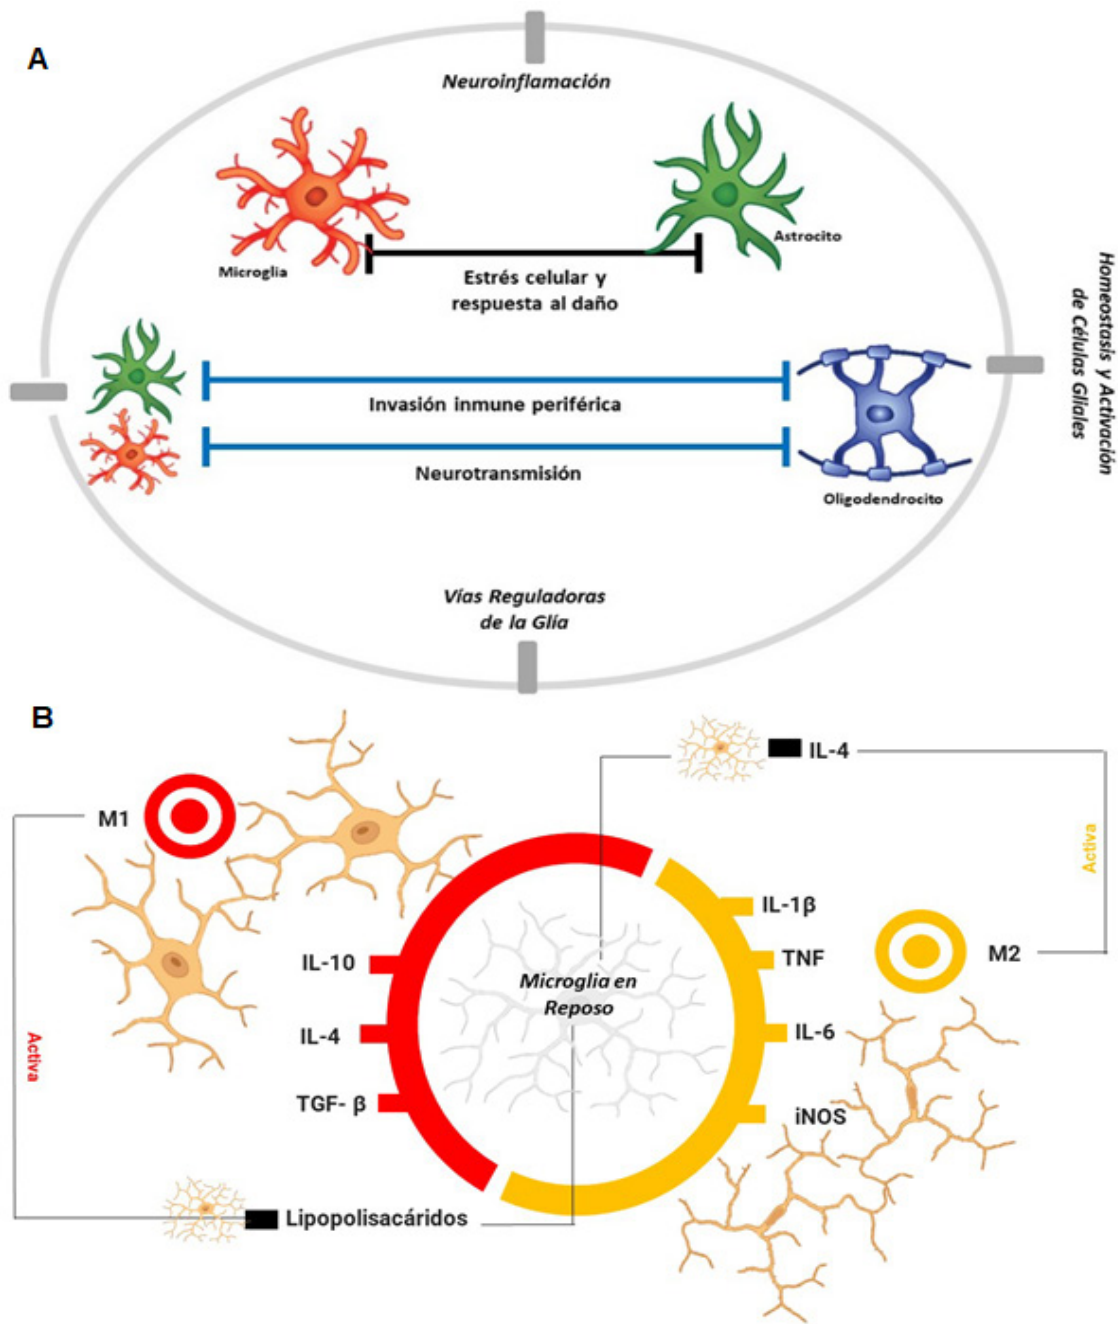 A
Neuroinflamación
Microglia
Astrocito
Estrés celular y
respuesta al daño
Homeostasis y Activación
de Células Gliales
Invasión inmune periférica
Neurotransmisión
Oligodendrocito
Vías Reguladoras
de la Glía
B
IL-4
M1
Activa
IL-1β
TNF
M2
IL-10
Microglia en
Reposo
IL-6
IL-4
Activa
TGF- β
iNOS
Lipopolisacáridos